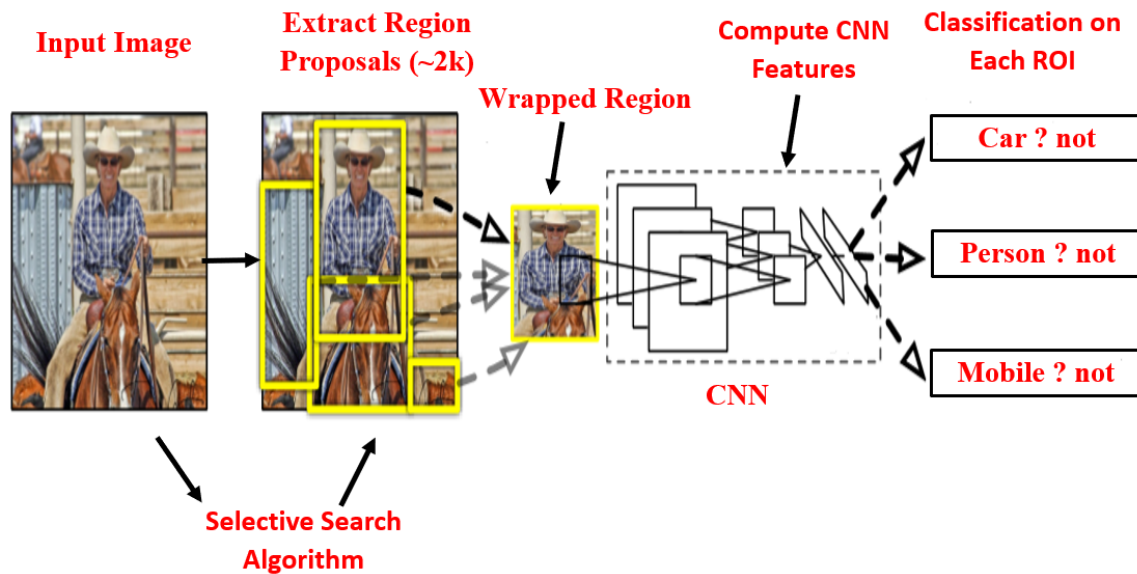 Input Image
Extract Region
Proposals (~2k)
Wrapped Region
Compute CNN
Features
Classification on
Each ROI
Car ? not
Person ? not
Mobile ? not
CNN
Selective Search
Algorithm